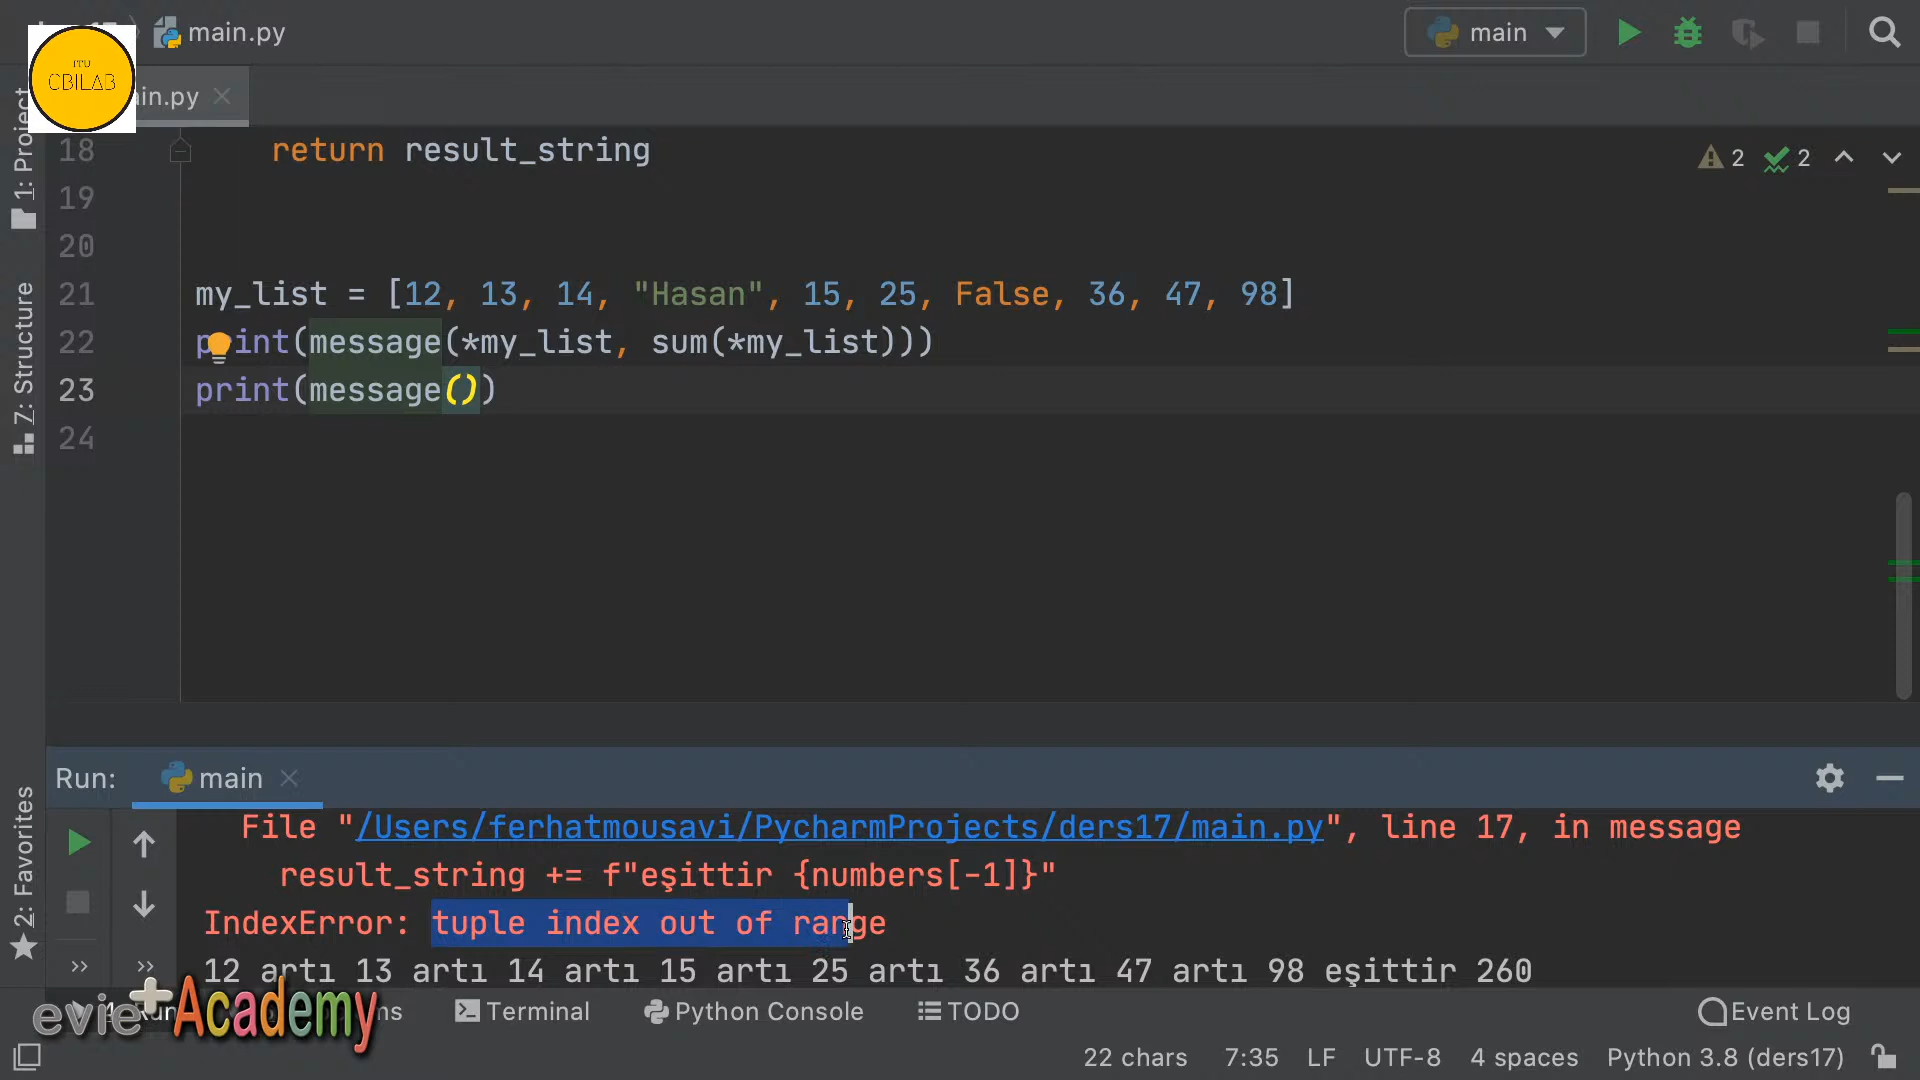 main.py
main
ITU
CBILAB
in.py
1: Project
18 return result_string
2 2
19
20
21 my_list = [12, 13, 14, "Hasan", 15, 25, False, 36, 47, 98]
22 print(message(*my_list, sum(*my_list)))
23 print(message())
24
Z: Structure
2: Favorites
Run: main
File "/Users/ferhatmousavi/PycharmProjects/ders17/main.py", line 17, in message
result_string += f"eşittir {numbers[-1]}"
IndexError: tuple index out of range
12 artı 13 artı 14 artı 15 artı 25 artı 36 artı 47 artı 98 eşittir 260
evie+Academy
Terminal Python Console TODO Event Log
22 chars 7:35 LF UTF-8 4 spaces Python 3.8 (ders17)